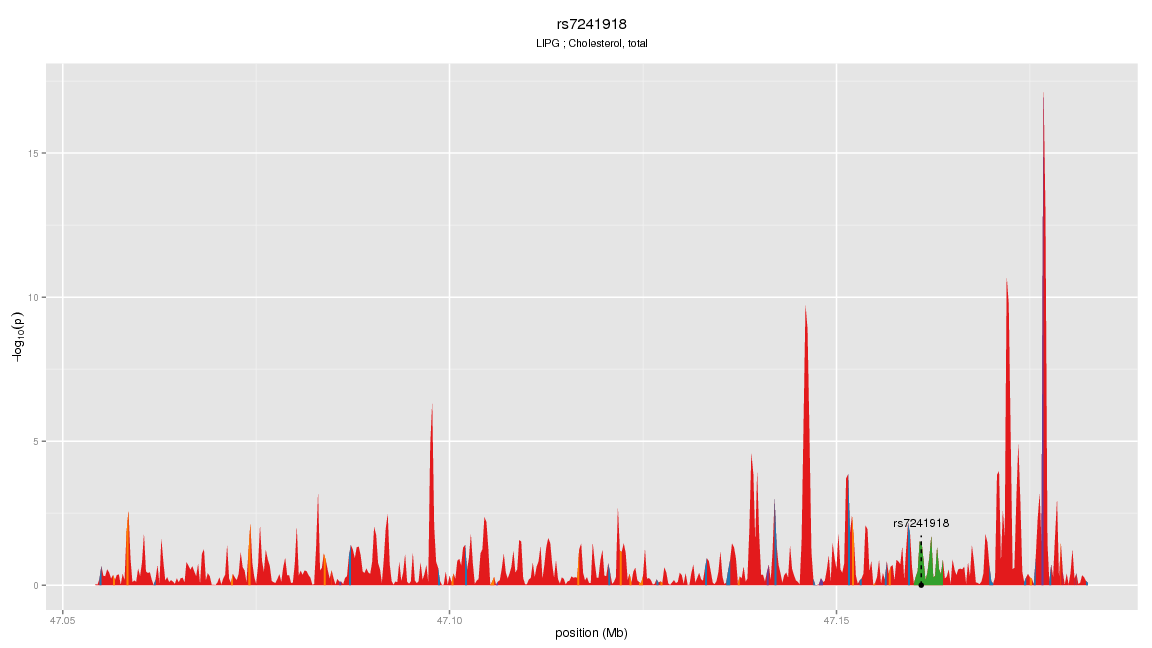 rs7241918
LIPG ; Cholesterol, total
15
10
5
0
−log10(p)
rs7241918
47.05
47.10
47.15
position (Mb)